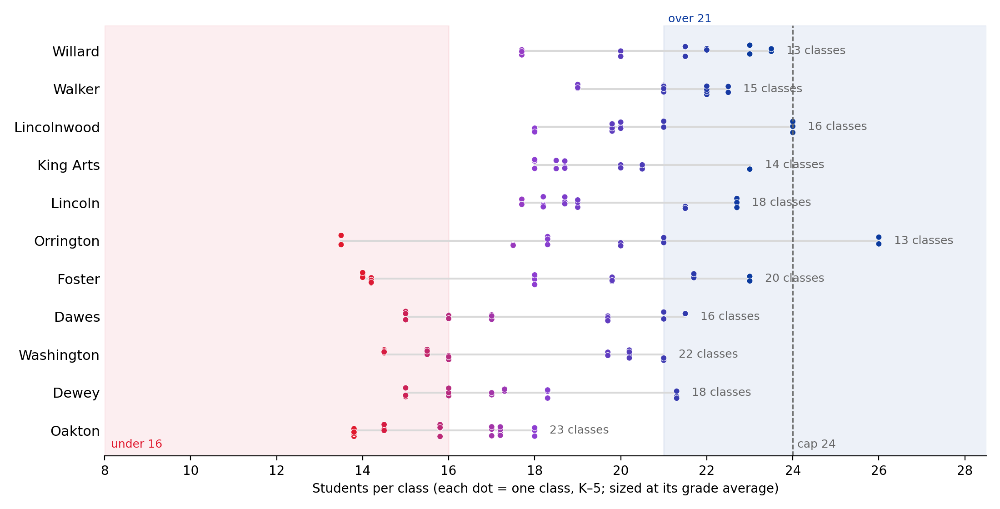 over 21
Willard
13 classes
Walker
15 classes
Lincolnwood
16 classes
King Arts
14 classes
Lincoln
18 classes
Orrington
13 classes
Foster
20 classes
Dawes
16 classes
Washington
22 classes
Dewey
18 classes
Oakton
23 classes
under 16
cap 24
8 10 12 14 16 18 20 22 24 26 28
Students per class (each dot = one class, K–5; sized at its grade average)